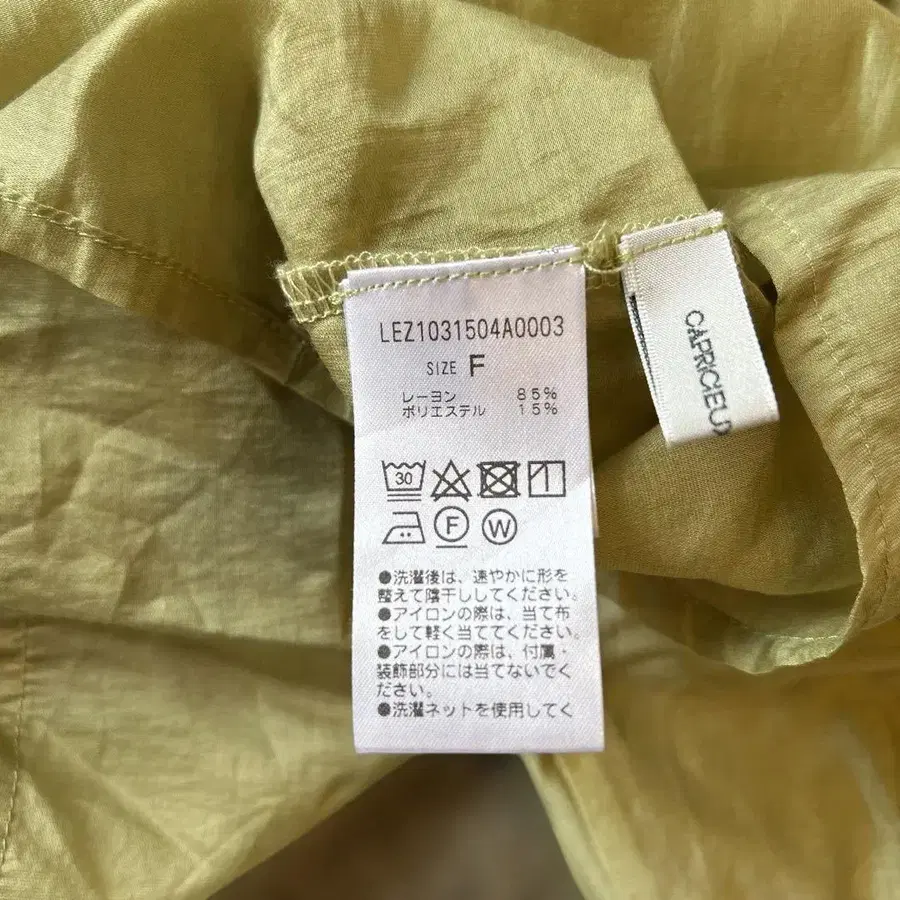 LEZ1031504A0003
SIZE F
レーヨン 85%
ポリエステル 15%
30
F W
●洗濯後は、速やかに形を
整えて陰干ししてください。
●アイロンの際は、当て布
をして軽く当ててください。
●アイロンの際は、付属・
装飾部分には当てないでく
ださい。
●洗濯ネットを使用してく
CAPRICIEUX